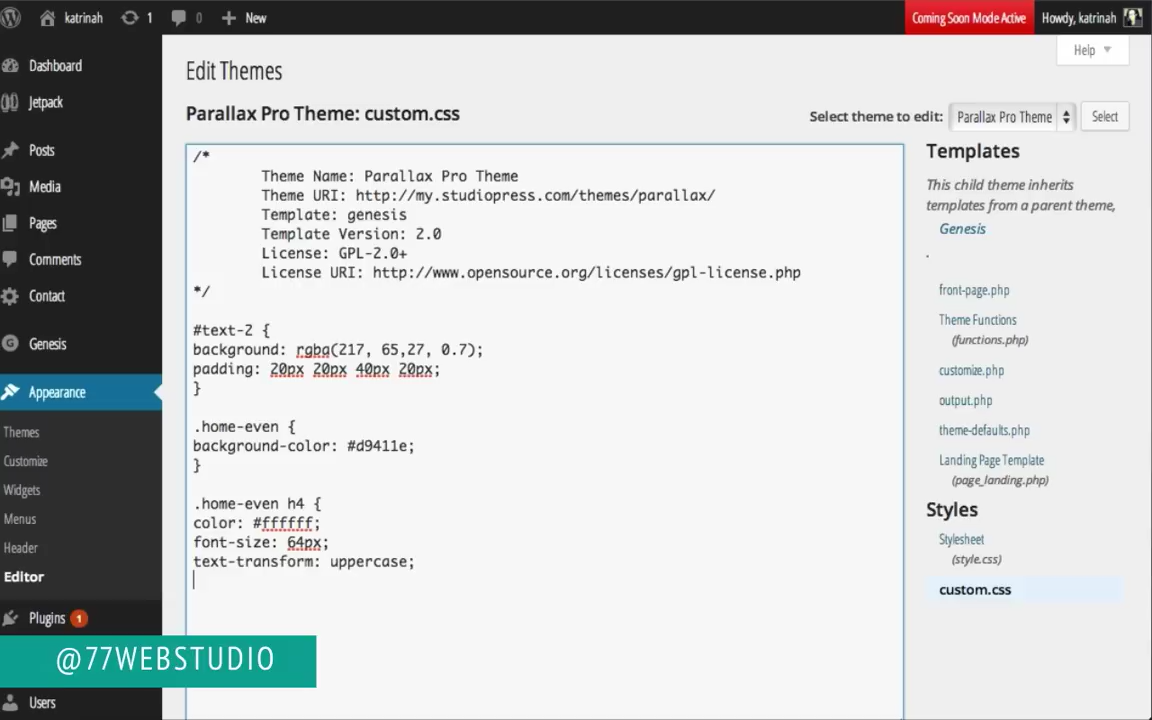 katrinah
1
0
New
Coming Soon Mode Active
Howdy, katrinah
Help
Dashboard
Jetpack
Posts
Media
Pages
Comments
Contact
Genesis
Appearance
Themes
Customize
Widgets
Menus
Header
Editor
Plugins 1
@77WEBSTUDIO
Users
Edit Themes
Parallax Pro Theme: custom.css
Select theme to edit: Parallax Pro Theme Select
/*
Theme Name: Parallax Pro Theme
Theme URI: http://my.studiopress.com/themes/parallax/
Template: genesis
Template Version: 2.0
License: GPL-2.0+
License URI: http://www.opensource.org/licenses/gpl-license.php
*/
#text-2 {
background: rgba(217, 65,27, 0.7);
padding: 20px 20px 40px 20px;
}
.home-even {
background-color: #d9411e;
}
.home-even h4 {
color: #ffffff;
font-size: 64px;
text-transform: uppercase;
Templates
This child theme inherits
templates from a parent theme,
Genesis
.
front-page.php
Theme Functions
(functions.php)
customize.php
output.php
theme-defaults.php
Landing Page Template
(page_landing.php)
Styles
Stylesheet
(style.css)
custom.css